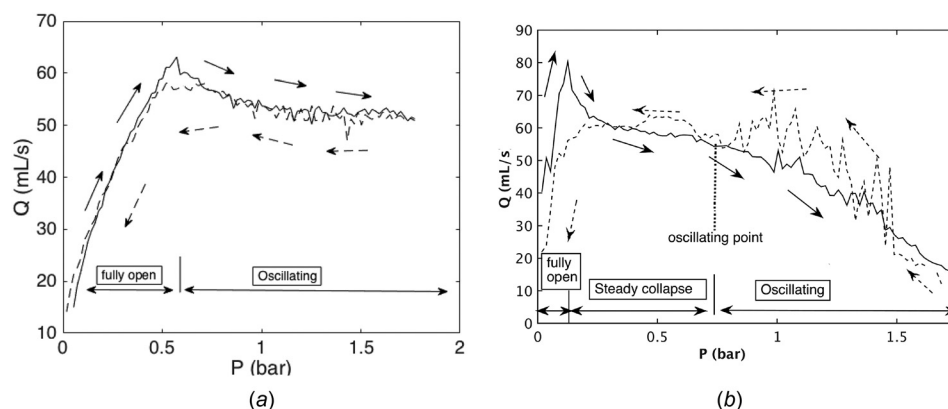 70
60
50
40
30
20
10
Q (mL/s)
fully open
Oscillating
0
0.5
1
1.5
2
P (bar)
(a)
90
80
70
60
50
40
30
20
10
0
Q (mL/s)
oscillating point
fully
open
Steady collapse
Oscillating
0
0.5
1.0
1.5
P (bar)
(b)